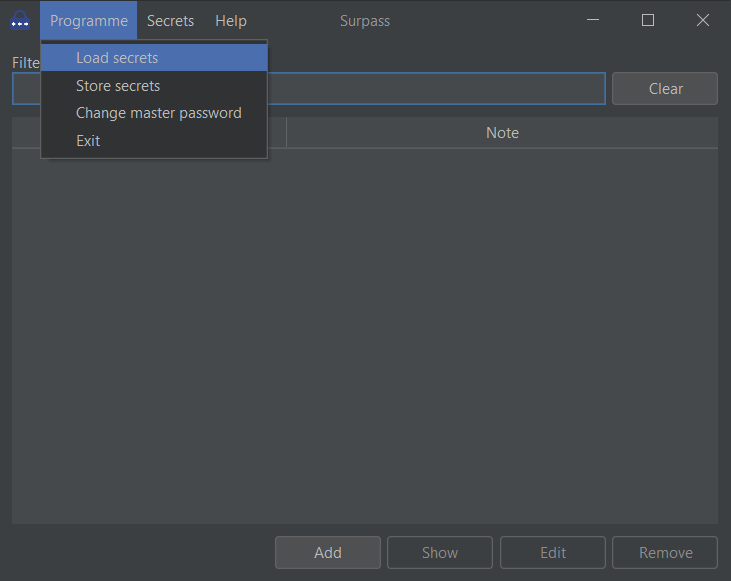 Programme Secrets Help Surpass
Load secrets
Store secrets
Change master password
Exit
Filte
Clear
Note
Add Show Edit Remove